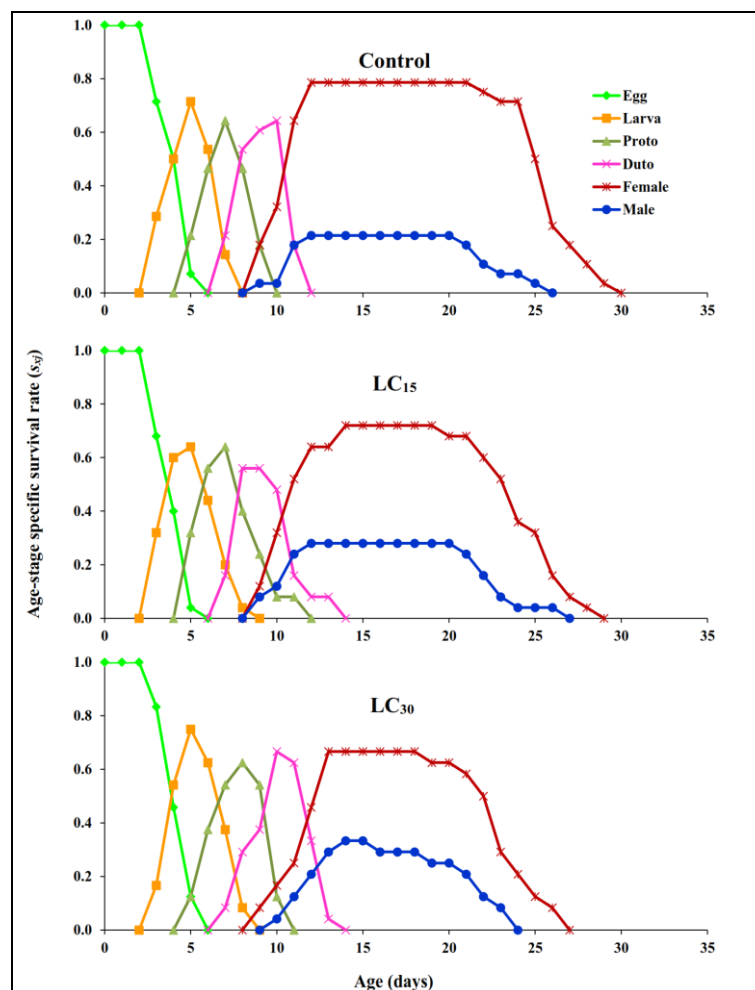 Control
1.0
0.8
0.6
0.4
0.2
0.0
0 5 10 15 20 25 30 35
Egg
Larva
Proto
Duto
Female
Male
Age-stage specific survival rate (sxj)
LC15
1.0
0.8
0.6
0.4
0.2
0.0
0 5 10 15 20 25 30 35
LC30
1.0
0.8
0.6
0.4
0.2
0.0
0 5 10 15 20 25 30 35
Age (days)